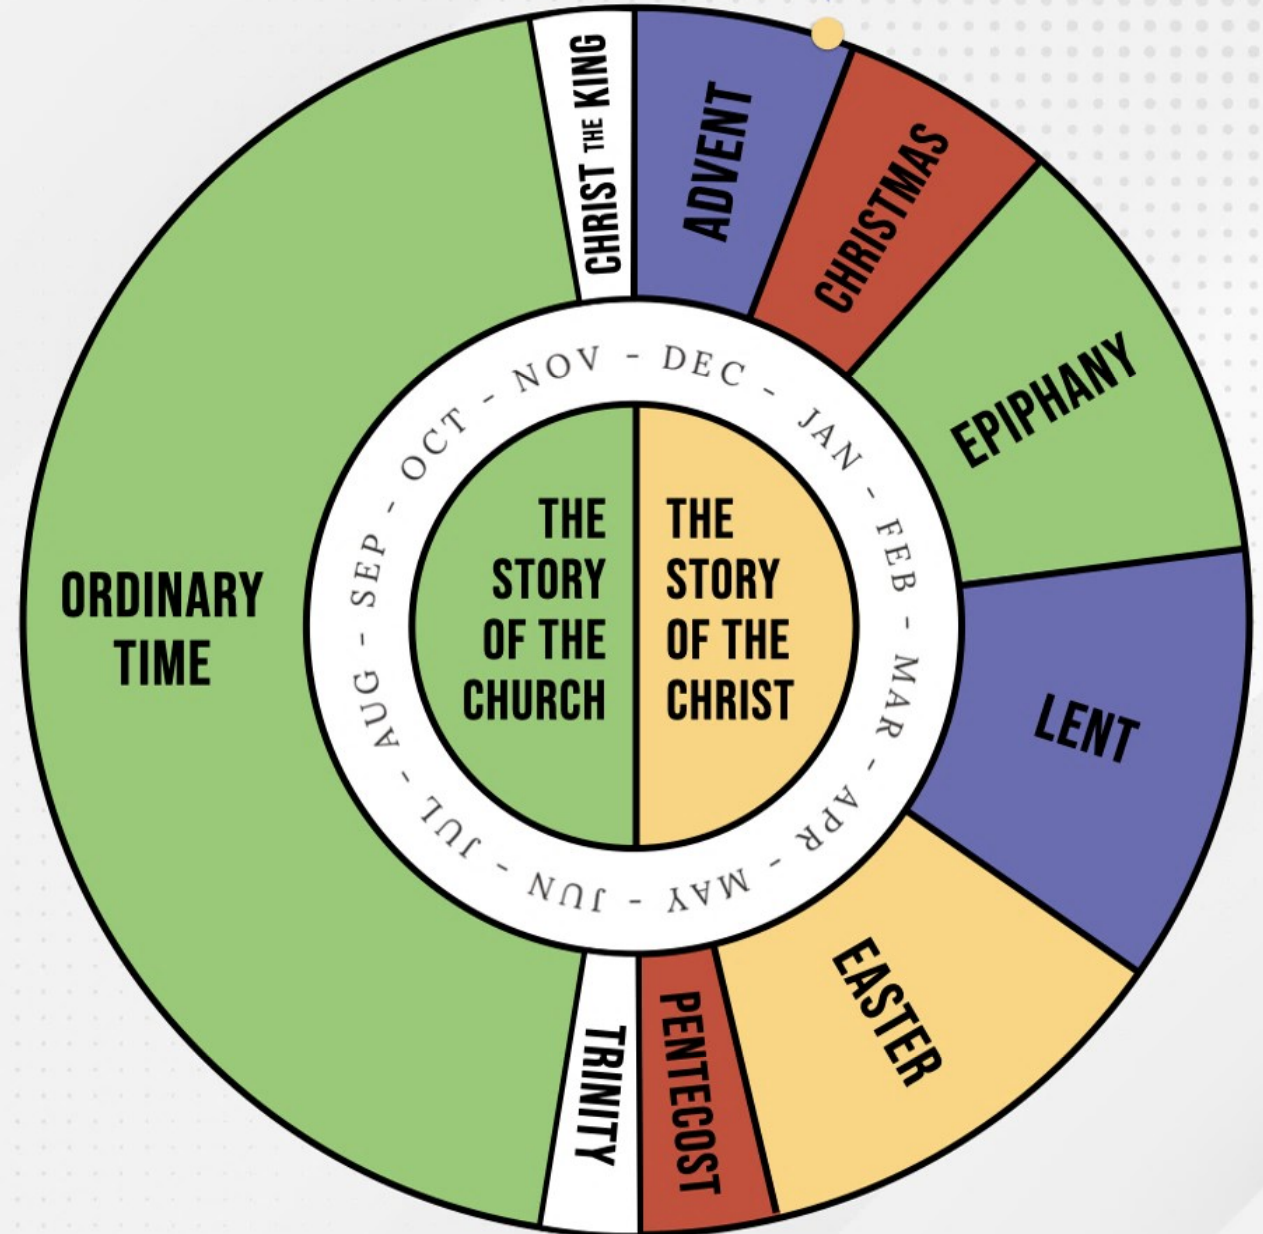 CHRIST THE KING
ADVENT
CHRISTMAS
EPIPHANY
LENT
EASTER
PENTECOST
TRINITY
ORDINARY
TIME
NOV - DEC - JAN - FEB - MAR - APR - MAY - JUN - JUL - AUG - SEP - OCT -
THE
STORY
OF THE
CHURCH
THE
STORY
OF THE
CHRIST